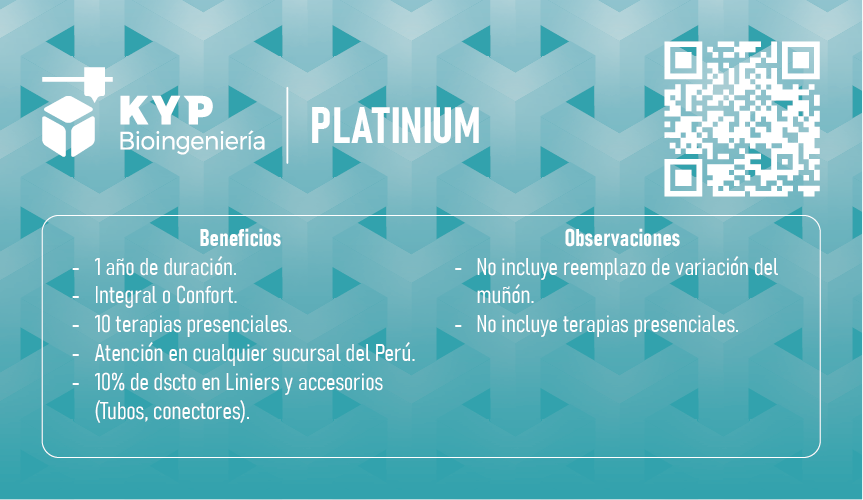 KYP
Bioingeniería
PLATINIUM
Beneficios
- 1 año de duración.
- Integral o Confort.
- 10 terapias presenciales.
- Atención en cualquier sucursal del Perú.
- 10% de dscto en Liniers y accesorios
(Tubos, conectores).
Observaciones
- No incluye reemplazo de variación del
muñón.
- No incluye terapias presenciales.